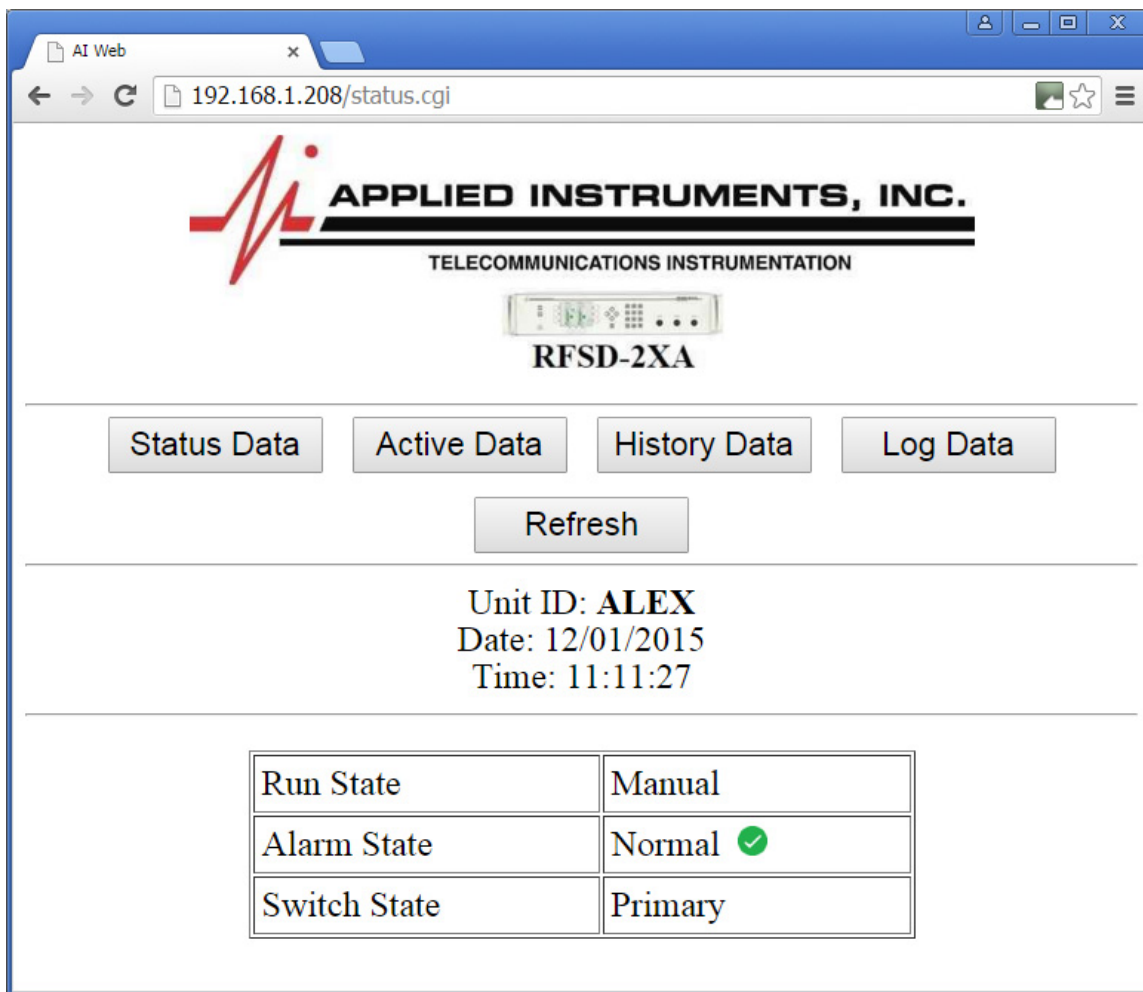 AI Web
192.168.1.208/status.cgi
APPLIED INSTRUMENTS, INC.
TELECOMMUNICATIONS INSTRUMENTATION
RFSD-2XA
Status Data Active Data History Data Log Data
Refresh
Unit ID: ALEX
Date: 12/01/2015
Time: 11:11:27
Run State Manual
Alarm State Normal
Switch State Primary